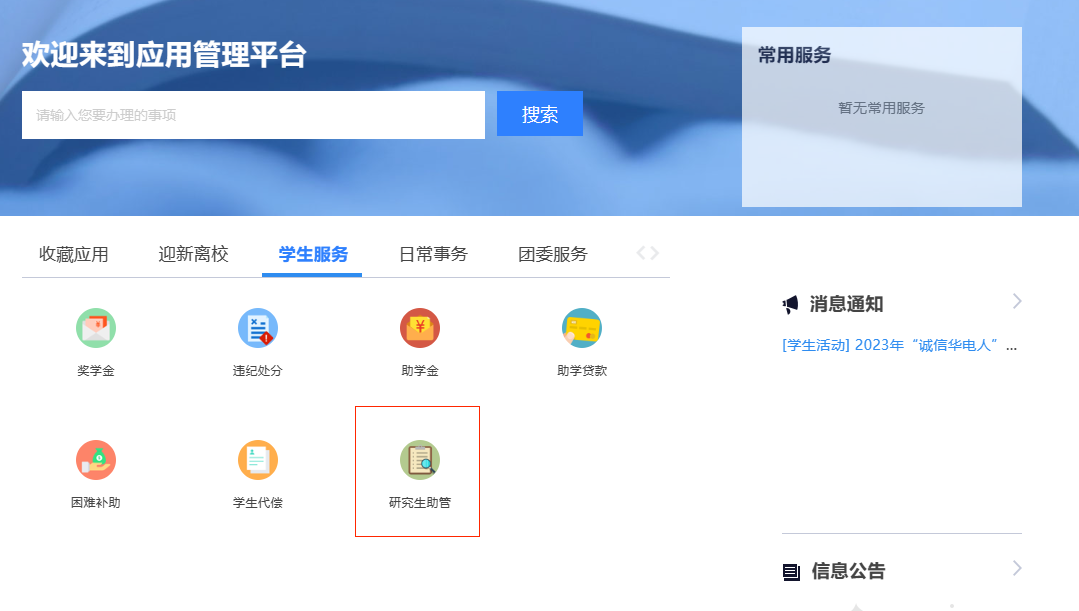 欢迎来到应用管理平台
请输入您要办理的事项
搜索
常用服务
暂无常用服务
收藏应用 迎新离校 学生服务 日常事务 团委服务
奖学金 违纪处分 助学金 助学贷款
困难补助 学生代偿 研究生助管
消息通知
[学生活动] 2023年“诚信华电人” ...
信息公告